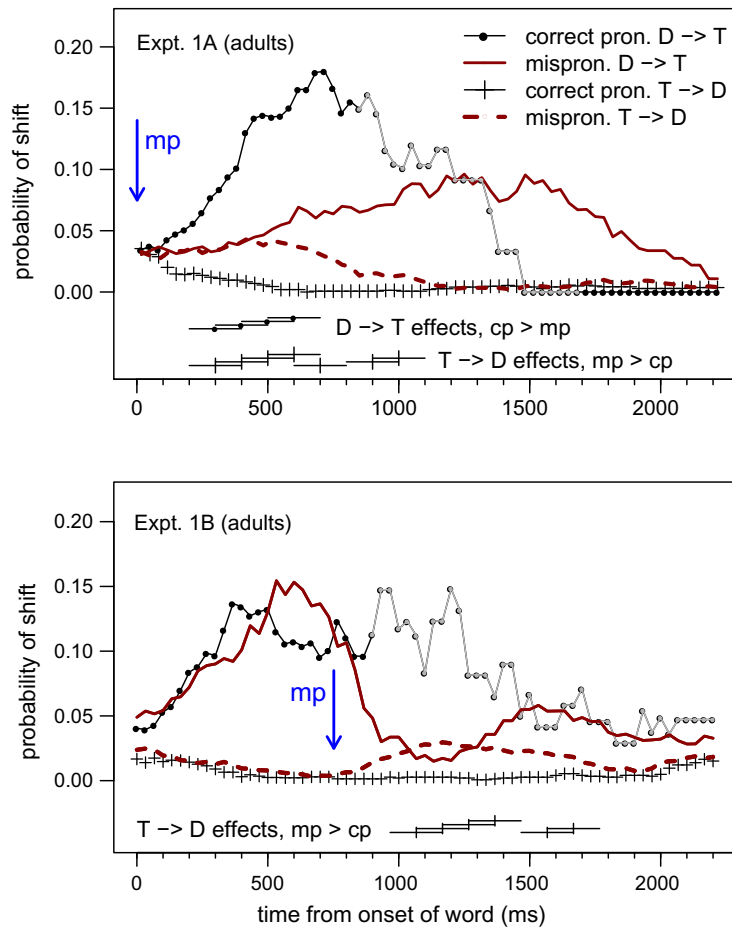 Expt. 1A (adults)
correct pron. D -> T
mispron. D -> T
correct pron. T -> D
mispron. T -> D
mp
probability of shift
0.20
0.15
0.10
0.05
0.00
D -> T effects, cp > mp
T -> D effects, mp > cp
0 500 1000 1500 2000
Expt. 1B (adults)
mp
probability of shift
0.20
0.15
0.10
0.05
0.00
T -> D effects, mp > cp
0 500 1000 1500 2000
time from onset of word (ms)